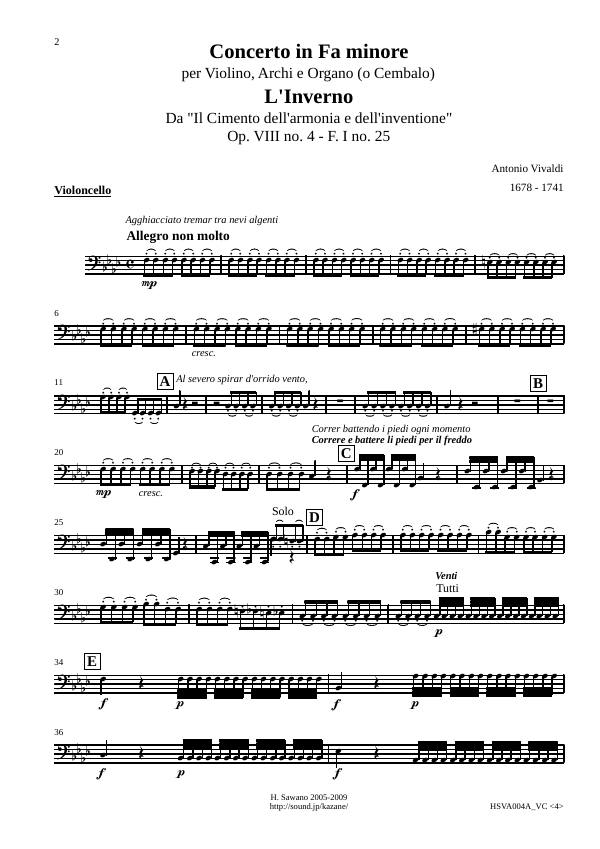 2
Concerto in Fa minore
per Violino, Archi e Organo (o Cembalo)
L'Inverno
Da "Il Cimento dell'armonia e dell'inventione"
Op. VIII no. 4 - F. I no. 25
Antonio Vivaldi
1678 - 1741
Violoncello
Agghiacciato tremar tra nevi algenti
Allegro non molto
mp
6
cresc.
11
A Al severo spirar d'orrido vento,
B
Correr battendo i piedi ogni momento
Correre e battere li piedi per il freddo
20
C
mp cresc. f
25
Solo D
Venti
Tutti
30
p
34
E
f p f p
36
f p f
H. Sawano 2005-2009
http://sound.jp/kazane/
HSVA004A_VC <4>